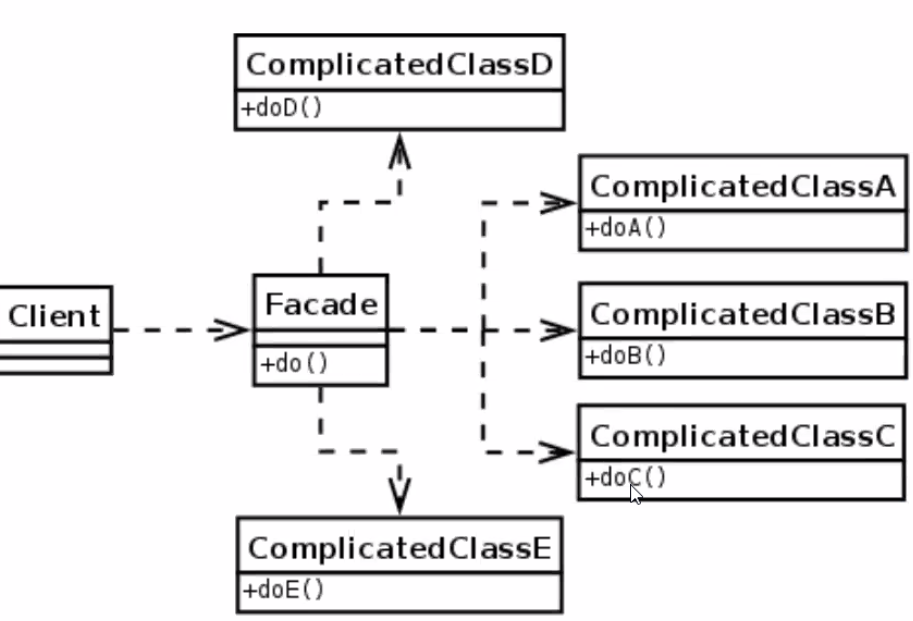 ComplicatedClassD
+doD()
ComplicatedClassA
+doA()
Client
Facade
+do()
ComplicatedClassB
+doB()
ComplicatedClassC
+doC()
ComplicatedClassE
+doE()